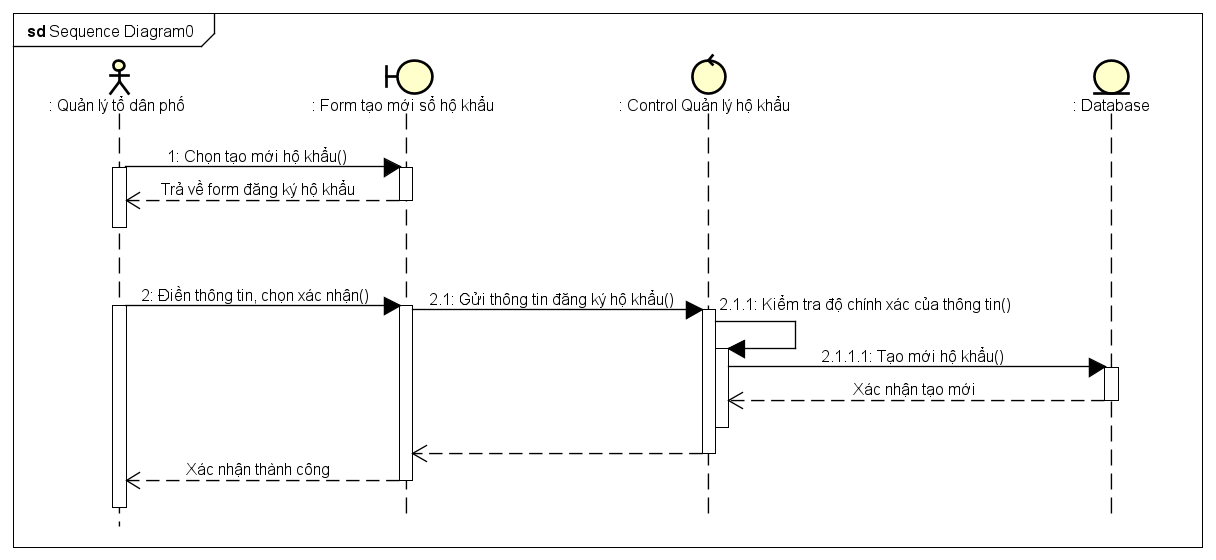 sd Sequence Diagram0
: Quản lý tổ dân phố
: Form tạo mới sổ hộ khẩu
: Control Quản lý hộ khẩu
: Database
1: Chọn tạo mới hộ khẩu()
Trả về form đăng ký hộ khẩu
2: Điền thông tin, chọn xác nhận()
2.1: Gửi thông tin đăng ký hộ khẩu()
2.1.1: Kiểm tra độ chính xác của thông tin()
2.1.1.1: Tạo mới hộ khẩu()
Xác nhận tạo mới
Xác nhận thành công